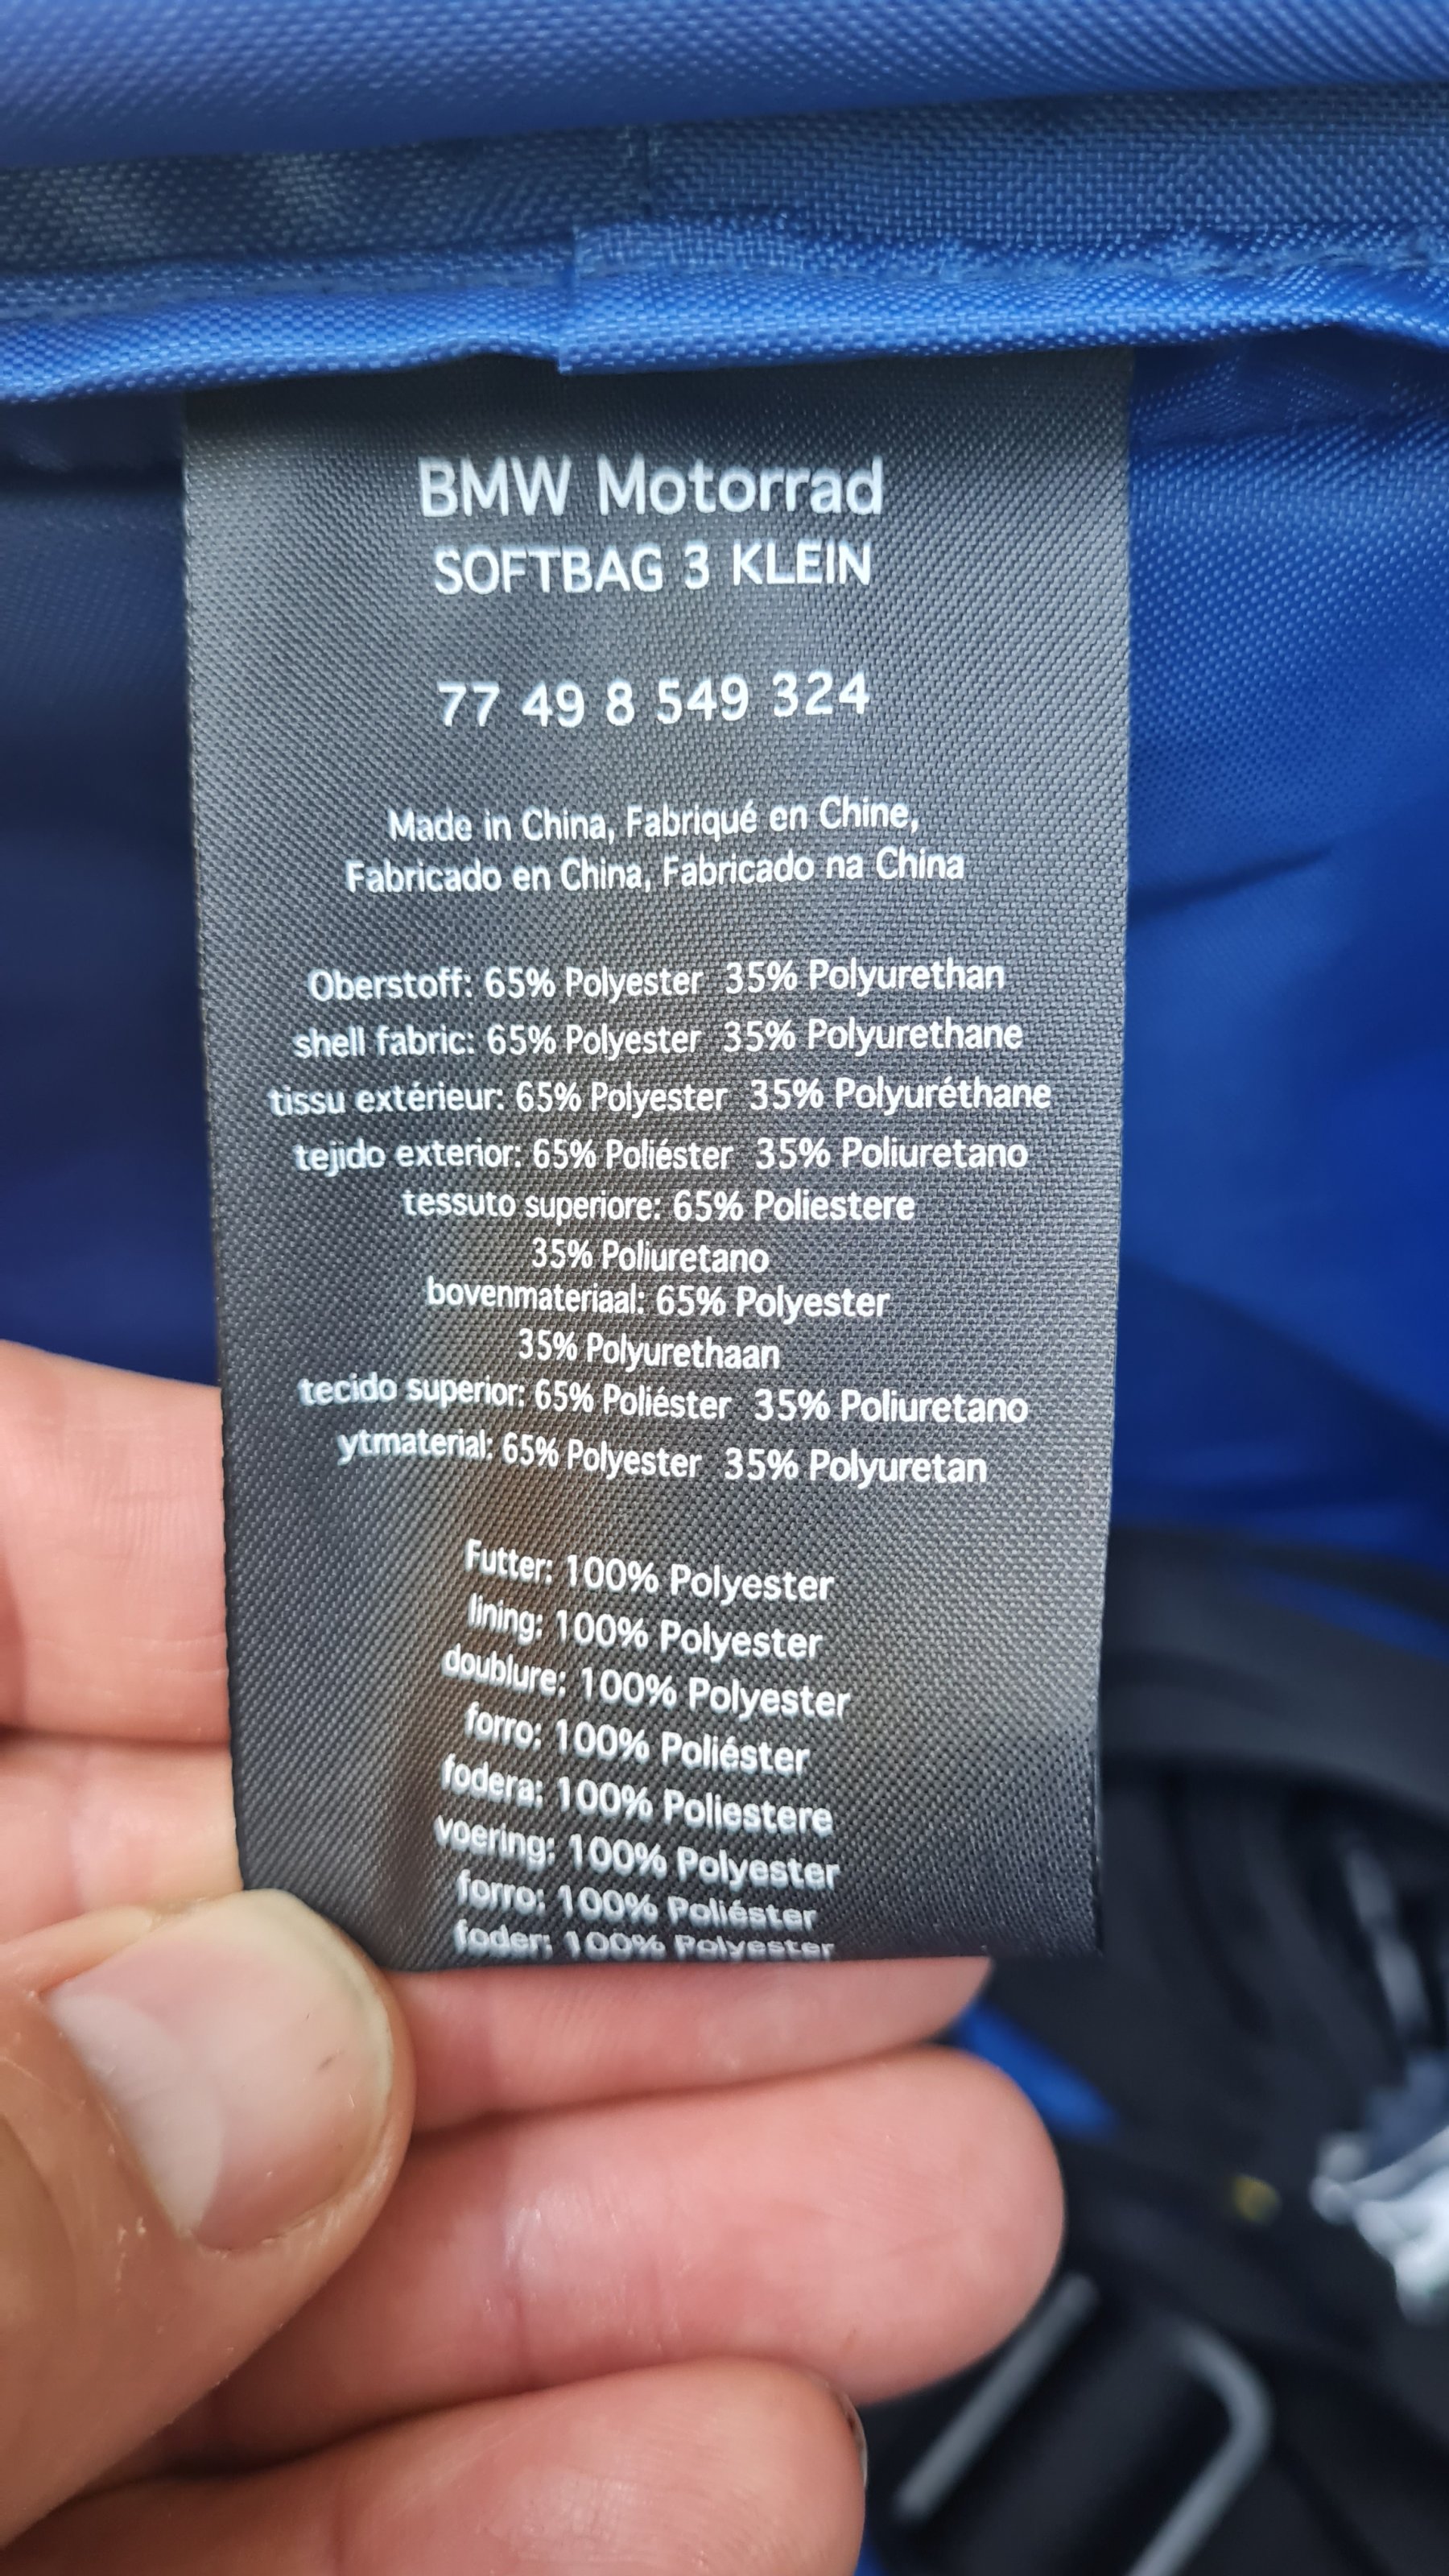 BMW Motorrad
SOFTBAG 3 KLEIN
77 49 8 549 324
Made in China, Fabriqué en Chine,
Fabricado en China, Fabricado na China
Oberstoff: 65% Polyester 35% Polyurethan
shell fabric: 65% Polyester 35% Polyurethane
tissu extérieur: 65% Polyester 35% Polyuréthane
tejido exterior: 65% Poliéster 35% Poliuretano
tessuto superiore: 65% Poliestere
35% Poliuretano
bovenmateriaal: 65% Polyester
35% Polyurethaan
tecido superior: 65% Poliéster 35% Poliuretano
ytmaterial: 65% Polyester 35% Polyuretan
Futter: 100% Polyester
lining: 100% Polyester
doublure: 100% Polyester
forro: 100% Poliéster
fodera: 100% Poliestere
voering: 100% Polyester
forro: 100% Poliéster
foder: 100% Polyester